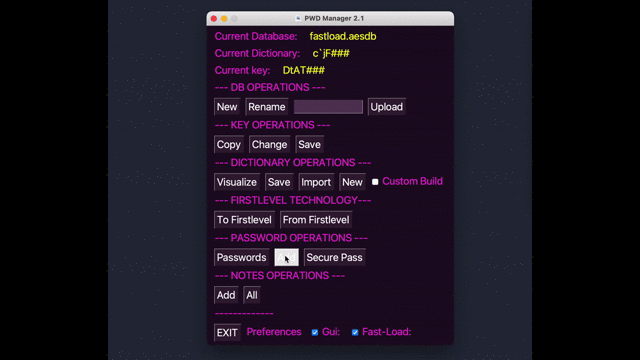 PWD Manager 2.1
Current Database: fastload.aesdb
Current Dictionary: c`jF###
Current key: DtAT###
--- DB OPERATIONS ---
New Rename Upload
--- KEY OPERATIONS ---
Copy Change Save
--- DICTIONARY OPERATIONS ---
Visualize Save Import New Custom Build
--- FIRSTLEVEL TECHNOLOGY---
To Firstlevel From Firstlevel
--- PASSWORD OPERATIONS ---
Passwords Secure Pass
--- NOTES OPERATIONS ---
Add All
-------------
EXIT Preferences Gui: Fast-Load: